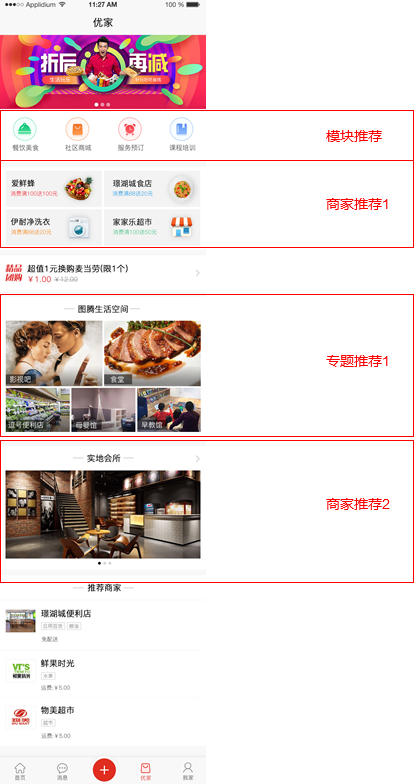 Applidium
11:27 AM
100 %
优家
折后 再减
生活玩乐
餐饮美食
社区商城
服务预订
课程培训
模块推荐
爱鲜蜂
消费满100送100元
璟湖城食店
消费满88送20元
伊耐净洗衣
消费满88送20元
家家乐超市
消费满100送50元
商家推荐1
精品团购
超值1元换购麦当劳(限1个)
¥1.00 ¥12.00
图腾生活空间
影视吧
食堂
逗号便利店
母婴馆
早教馆
专题推荐1
实地会所
商家推荐2
推荐商家
璟湖城便利店
免配送
鲜果时光
水果
运费: ¥5.00
物美超市
超市
运费: ¥5.00
首页
消息
优家
我家